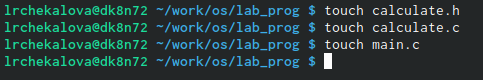 lrchekalova@dk8n72 ~/work/os/lab_prog $ touch calculate.h
lrchekalova@dk8n72 ~/work/os/lab_prog $ touch calculate.c
lrchekalova@dk8n72 ~/work/os/lab_prog $ touch main.c
lrchekalova@dk8n72 ~/work/os/lab_prog $